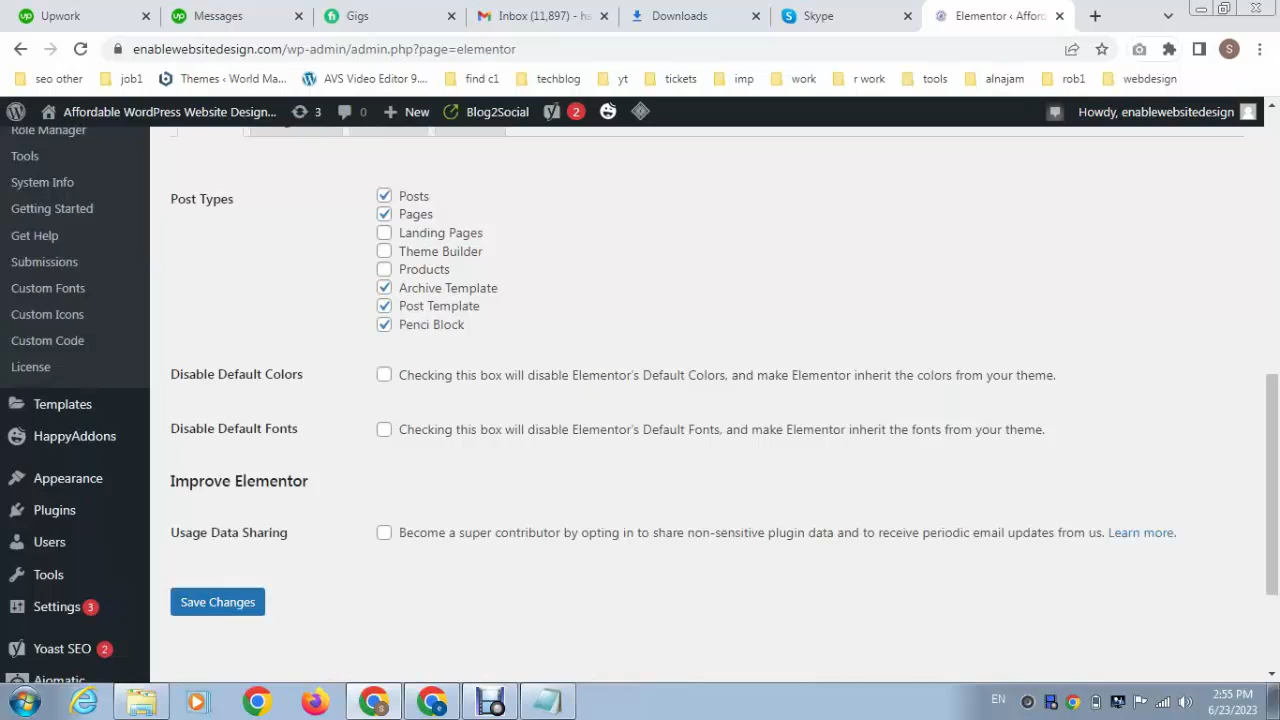 Upwork
Messages
Gigs
Inbox (11,897) - ha
Downloads
Skype
Elementor ‹ Affor
enablewebsitedesign.com/wp-admin/admin.php?page=elementor
S
seo other
job1
Themes ‹ World Ma...
AVS Video Editor 9....
find c1
techblog
yt
tickets
imp
work
r work
tools
alnajam
rob1
webdesign
Affordable WordPress Website Design...
3
0
New
Blog2Social
2
Howdy, enablewebsitedesign
Role Manager
Tools
System Info
Getting Started
Get Help
Submissions
Custom Fonts
Custom Icons
Custom Code
License
Templates
HappyAddons
Appearance
Plugins
Users
Tools
Settings 3
Yoast SEO 2
Aiomatic
Post Types
Posts
Pages
Landing Pages
Theme Builder
Products
Archive Template
Post Template
Penci Block
Disable Default Colors
Checking this box will disable Elementor's Default Colors, and make Elementor inherit the colors from your theme.
Disable Default Fonts
Checking this box will disable Elementor's Default Fonts, and make Elementor inherit the fonts from your theme.
Improve Elementor
Usage Data Sharing
Become a super contributor by opting in to share non-sensitive plugin data and to receive periodic email updates from us. Learn more.
Save Changes
EN
2:55 PM
6/23/2023